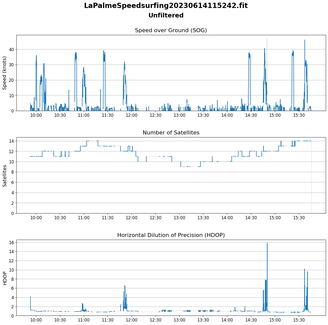 LaPalmeSpeedsurfing20230614115242.fit
Unfiltered
Speed over Ground (SOG)
Speed (knots)
40
30
20
10
0
10:00 10:30 11:00 11:30 12:00 12:30 13:00 13:30 14:00 14:30 15:00 15:30
Number of Satellites
Satellites
14
12
10
8
6
4
2
0
10:00 10:30 11:00 11:30 12:00 12:30 13:00 13:30 14:00 14:30 15:00 15:30
Horizontal Dilution of Precision (HDOP)
HDOP
16
14
12
10
8
6
4
2
0
10:00 10:30 11:00 11:30 12:00 12:30 13:00 13:30 14:00 14:30 15:00 15:30